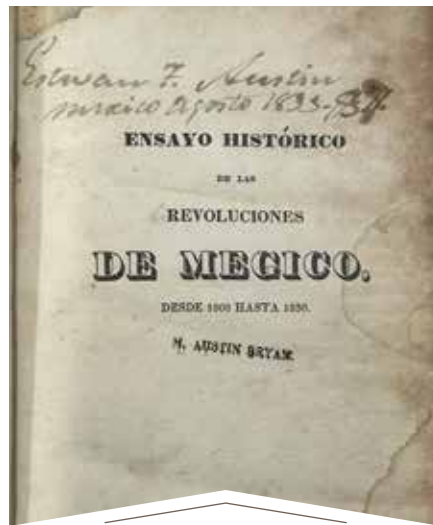 Estevan F. Austin
Mexico Agosto 1833.
ENSAYO HISTÓRICO
DE LAS
REVOLUCIONES
DE MEGICO,
DESDE 1808 HASTA 1830.
M. AUSTIN BRYAN